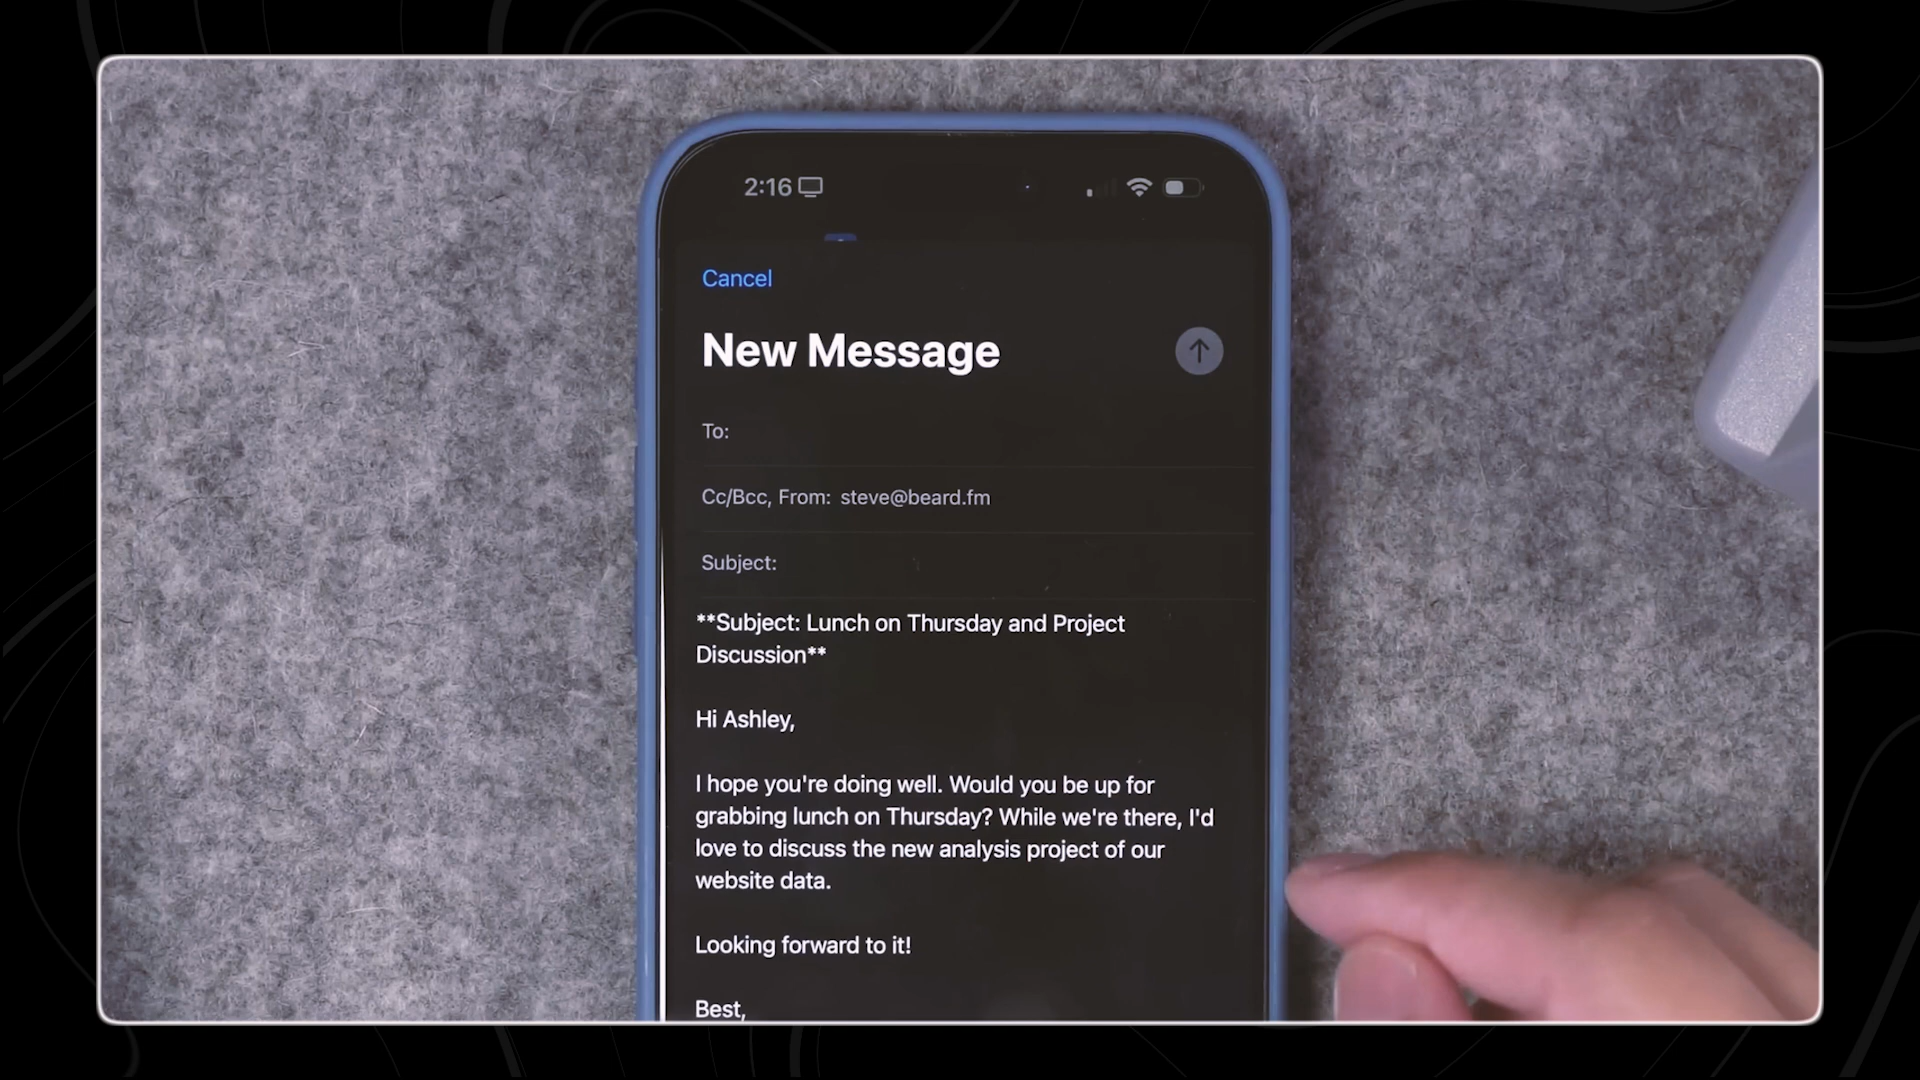 2:16
Cancel
New Message
To:
Cc/Bcc, From: steve@beard.fm
Subject:
**Subject: Lunch on Thursday and Project
Discussion**
Hi Ashley,
I hope you're doing well. Would you be up for
grabbing lunch on Thursday? While we're there, I'd
love to discuss the new analysis project of our
website data.
Looking forward to it!
Best,